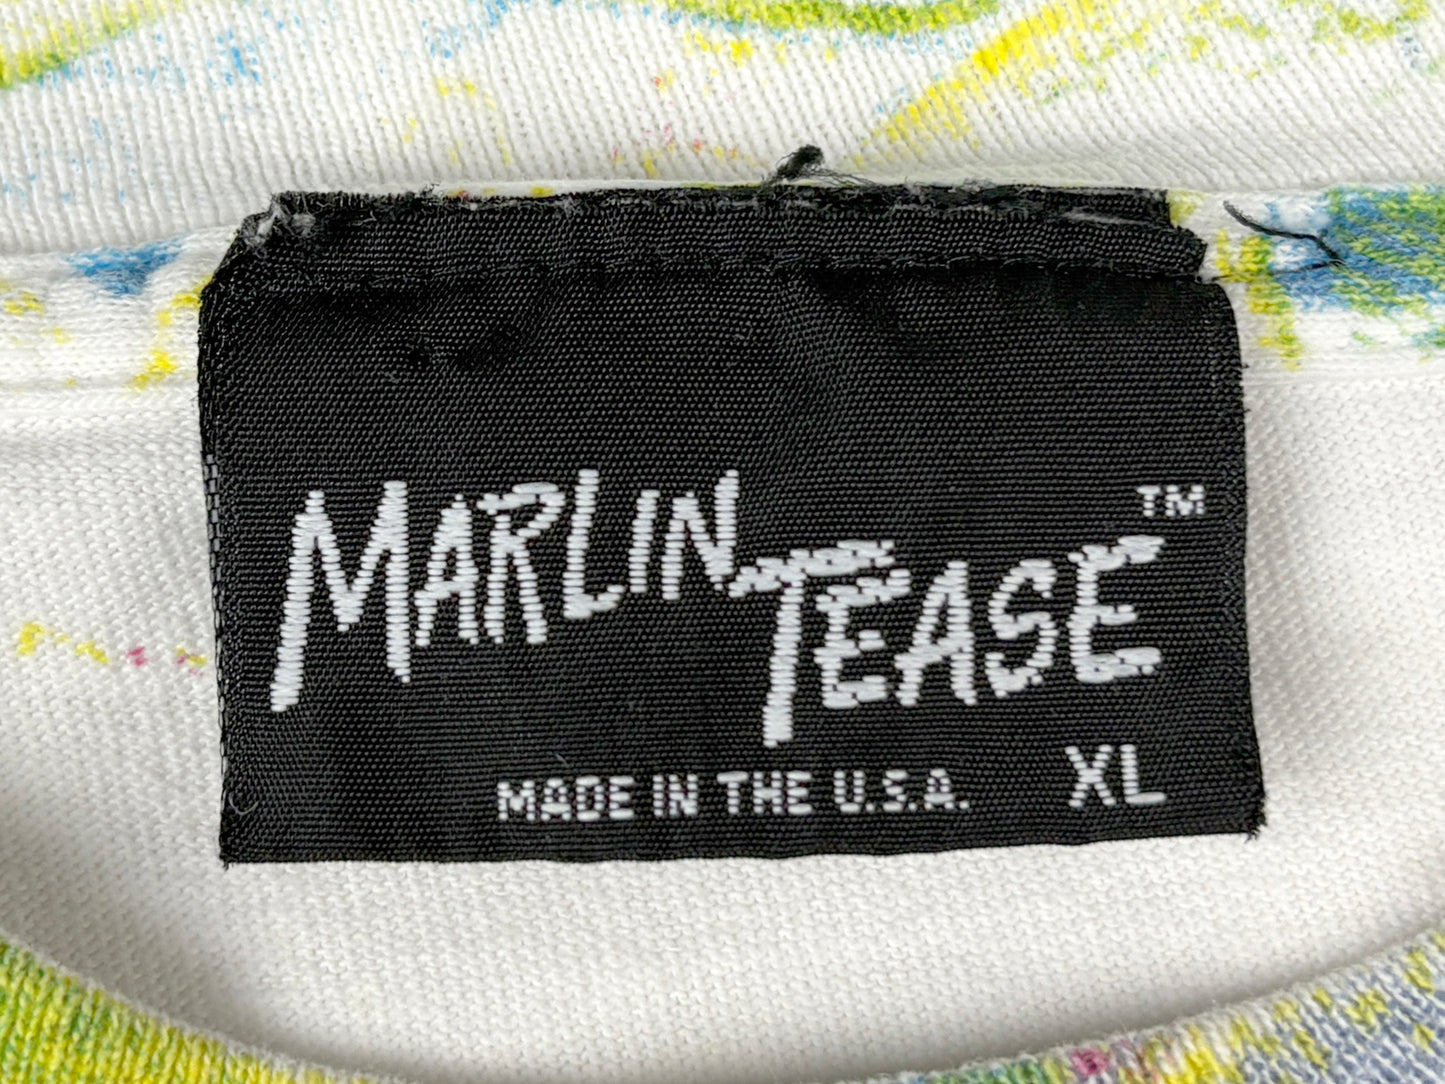 MARLIN
TEASE™
MADE IN THE U.S.A. XL